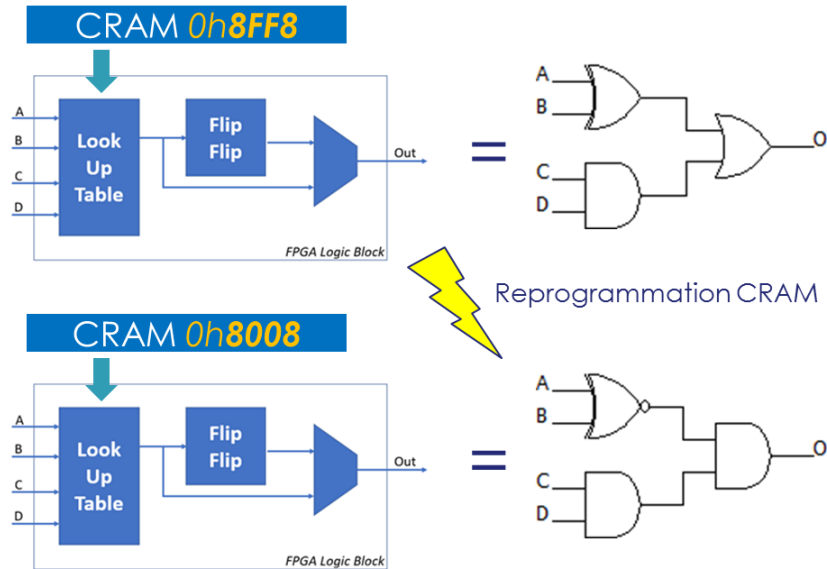 CRAM 0h8FF8
A
B
C
D
Look
Up
Table
Flip
Flip
Out
FPGA Logic Block
=
A
B
C
D
O
Reprogrammation CRAM
CRAM 0h8008
A
B
C
D
Look
Up
Table
Flip
Flip
Out
FPGA Logic Block
=
A
B
C
D
O